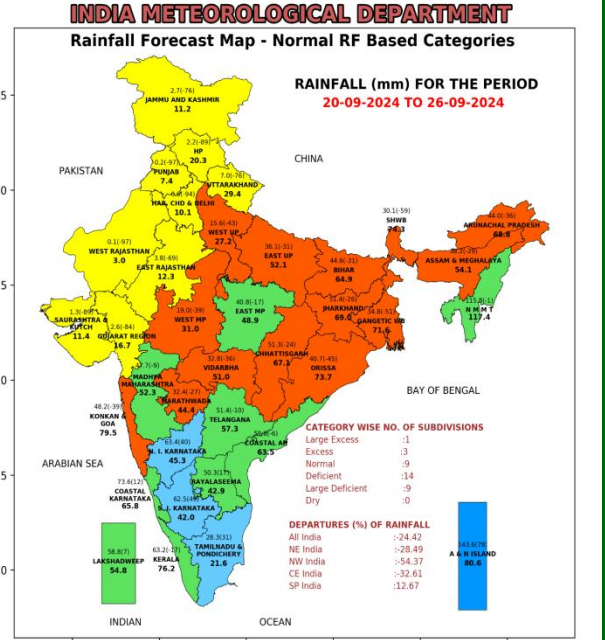 INDIA METEOROLOGICAL DEPARTMENT
Rainfall Forecast Map - Normal RF Based Categories
RAINFALL (mm) FOR THE PERIOD
20-09-2024 TO 26-09-2024
2.7(-76)
JAMMU AND KASHMIR
11.2
2.2(-89)
HP
20.3
CHINA
PAKISTAN
0.2(-97)
PUNJAB
7.4
7.0(-76)
UTTARAKHAND
29.4
HAR, CHD & DELHI
10.1
30.1(-59)
SHWB
74.3
44.0(-36)
ARUNACHAL PRADESH
68.8
15.6(-43)
WEST UP
27.2
0.1(-97)
WEST RAJASTHAN
3.0
36.1(-31)
EAST UP
52.1
3.8(-69)
EAST RAJASTHAN
12.3
44.6(-31)
BIHAR
64.9
ASSAM & MEGHALAYA
54.1
40.8(-17)
EAST MP
48.9
51.4(-26)
JHARKHAND
69.0
34.8(-51)
GANGETIC WB
71.6
115.8(-1)
N M M T
117.4
SAURASHTRA &
KUTCH
11.4
2.6(-84)
GUJARAT REGION
16.7
19.0(-39)
WEST MP
31.0
51.3(-24)
CHHATTISGARH
67.1
40.7(-45)
ORISSA
73.7
32.8(-36)
VIDARBHA
51.0
MADHYA
MAHARASHTRA
52.3
32.4(-27)
MARATHWADA
44.4
BAY OF BENGAL
48.2(-39)
KONKAN &
GOA
79.5
51.4(-10)
TELANGANA
57.3
COASTAL AP
63.5
63.4(40)
N. I. KARNATAKA
45.3
ARABIAN SEA
50.3(17)
RAYALASEEMA
42.9
73.6(12)
COASTAL
KARNATAKA
65.8
S. I. KARNATAKA
42.0
CATEGORY WISE NO. OF SUBDIVISIONS
Large Excess :1
Excess :3
Normal :9
Deficient :14
Large Deficient :9
Dry :0
DEPARTURES (%) OF RAINFALL
All India :-24.42
NE India :-28.49
NW India :-54.37
CE India :-32.61
SP India :12.67
28.3(31)
TAMILNADU &
PONDICHERY
21.6
KERALA
76.2
58.8(7)
LAKSHADWEEP
54.8
A & N ISLAND
80.6
INDIAN
OCEAN